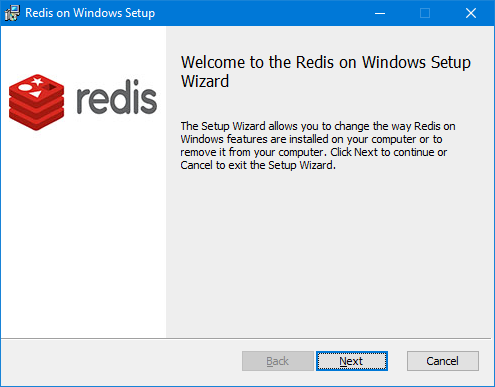 Redis on Windows Setup
Welcome to the Redis on Windows Setup
Wizard
redis
The Setup Wizard allows you to change the way Redis on
Windows features are installed on your computer or to
remove it from your computer. Click Next to continue or
Cancel to exit the Setup Wizard.
Back
Next
Cancel